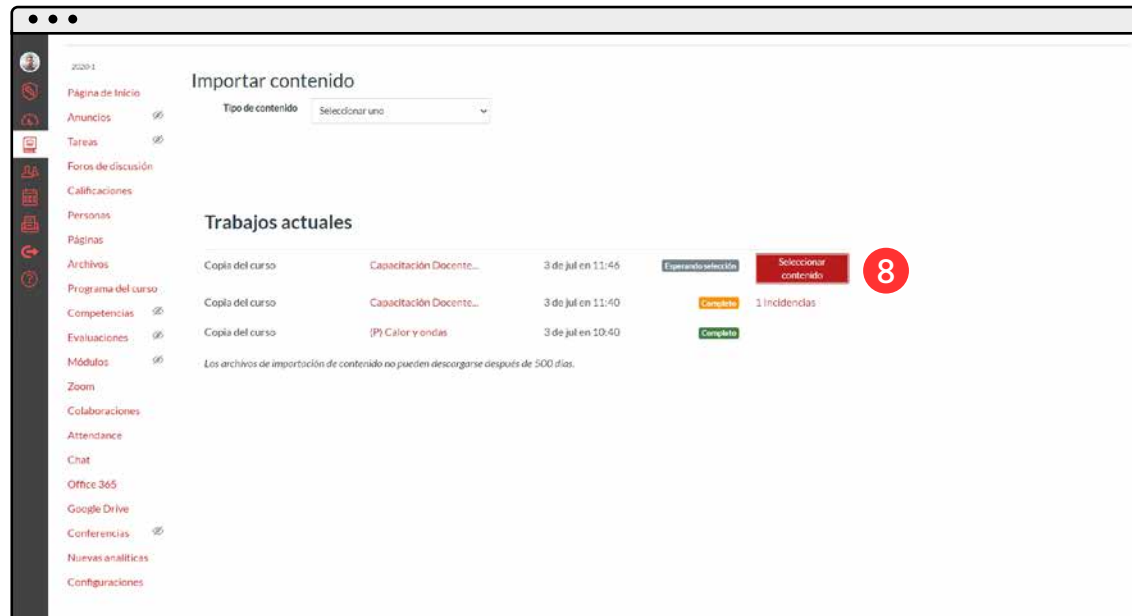 2020-1
Página de Inicio
Anuncios
Tareas
Foros de discusión
Calificaciones
Personas
Páginas
Archivos
Programa del curso
Competencias
Evaluaciones
Módulos
Zoom
Colaboraciones
Attendance
Chat
Office 365
Google Drive
Conferencias
Nuevas analíticas
Configuraciones
Importar contenido
Tipo de contenido Seleccionar uno
Trabajos actuales
Copia del curso Capacitación Docente... 3 de jul en 11:46 Esperando selección Seleccionar
contenido
8
Copia del curso Capacitación Docente... 3 de jul en 11:40 Completo 1 Incidencias
Copia del curso (P) Calor y ondas 3 de jul en 10:40 Completo
Los archivos de importación de contenido no pueden descargarse después de 500 días.